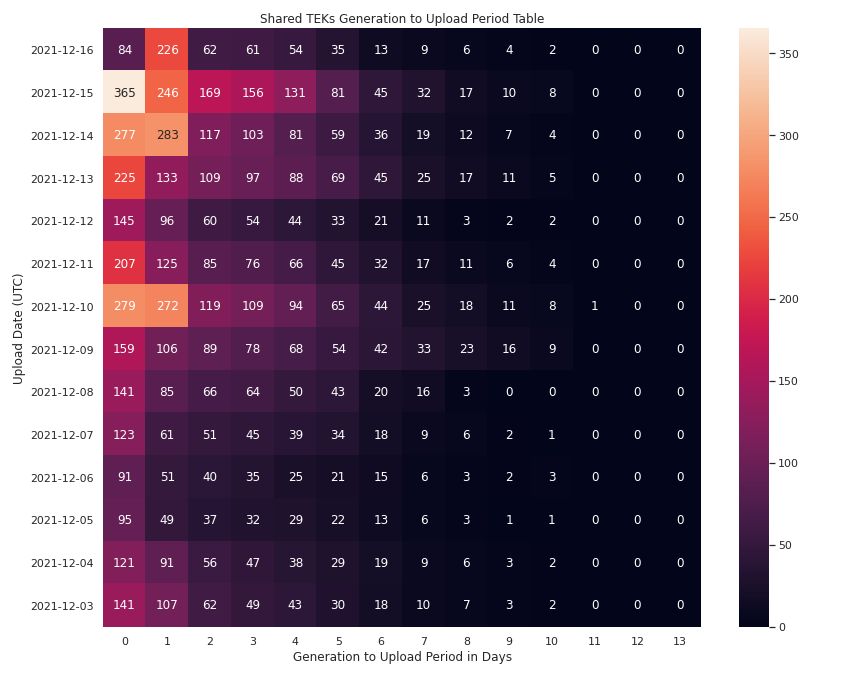 Shared TEKs Generation to Upload Period Table
Upload Date (UTC)
2021-12-16 84 226 62 61 54 35 13 9 6 4 2 0 0 0
2021-12-15 365 246 169 156 131 81 45 32 17 10 8 0 0 0
2021-12-14 277 283 117 103 81 59 36 19 12 7 4 0 0 0
2021-12-13 225 133 109 97 88 69 45 25 17 11 5 0 0 0
2021-12-12 145 96 60 54 44 33 21 11 3 2 2 0 0 0
2021-12-11 207 125 85 76 66 45 32 17 11 6 4 0 0 0
2021-12-10 279 272 119 109 94 65 44 25 18 11 8 1 0 0
2021-12-09 159 106 89 78 68 54 42 33 23 16 9 0 0 0
2021-12-08 141 85 66 64 50 43 20 16 3 0 0 0 0 0
2021-12-07 123 61 51 45 39 34 18 9 6 2 1 0 0 0
2021-12-06 91 51 40 35 25 21 15 6 3 2 3 0 0 0
2021-12-05 95 49 37 32 29 22 13 6 3 1 1 0 0 0
2021-12-04 121 91 56 47 38 29 19 9 6 3 2 0 0 0
2021-12-03 141 107 62 49 43 30 18 10 7 3 2 0 0 0
0 1 2 3 4 5 6 7 8 9 10 11 12 13
Generation to Upload Period in Days
350
300
250
200
150
100
50
0